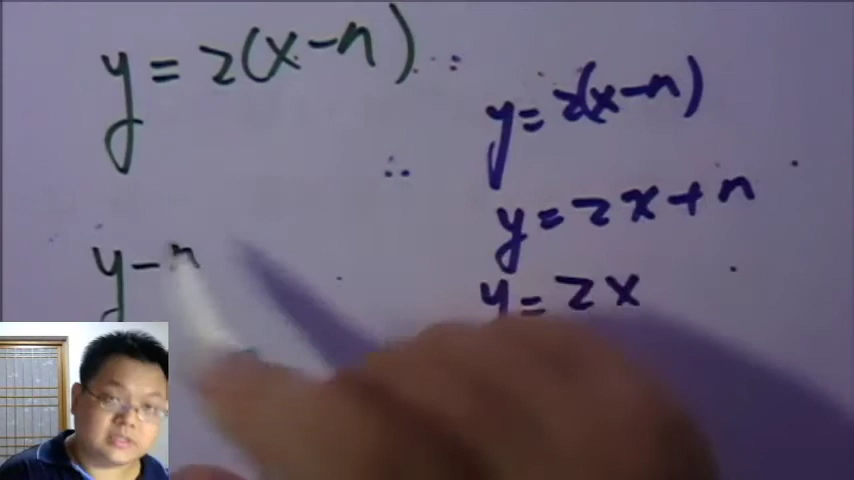 y = 2(x-n)
y = 2(x-n)
y = 2x+n
y-n
y = 2x